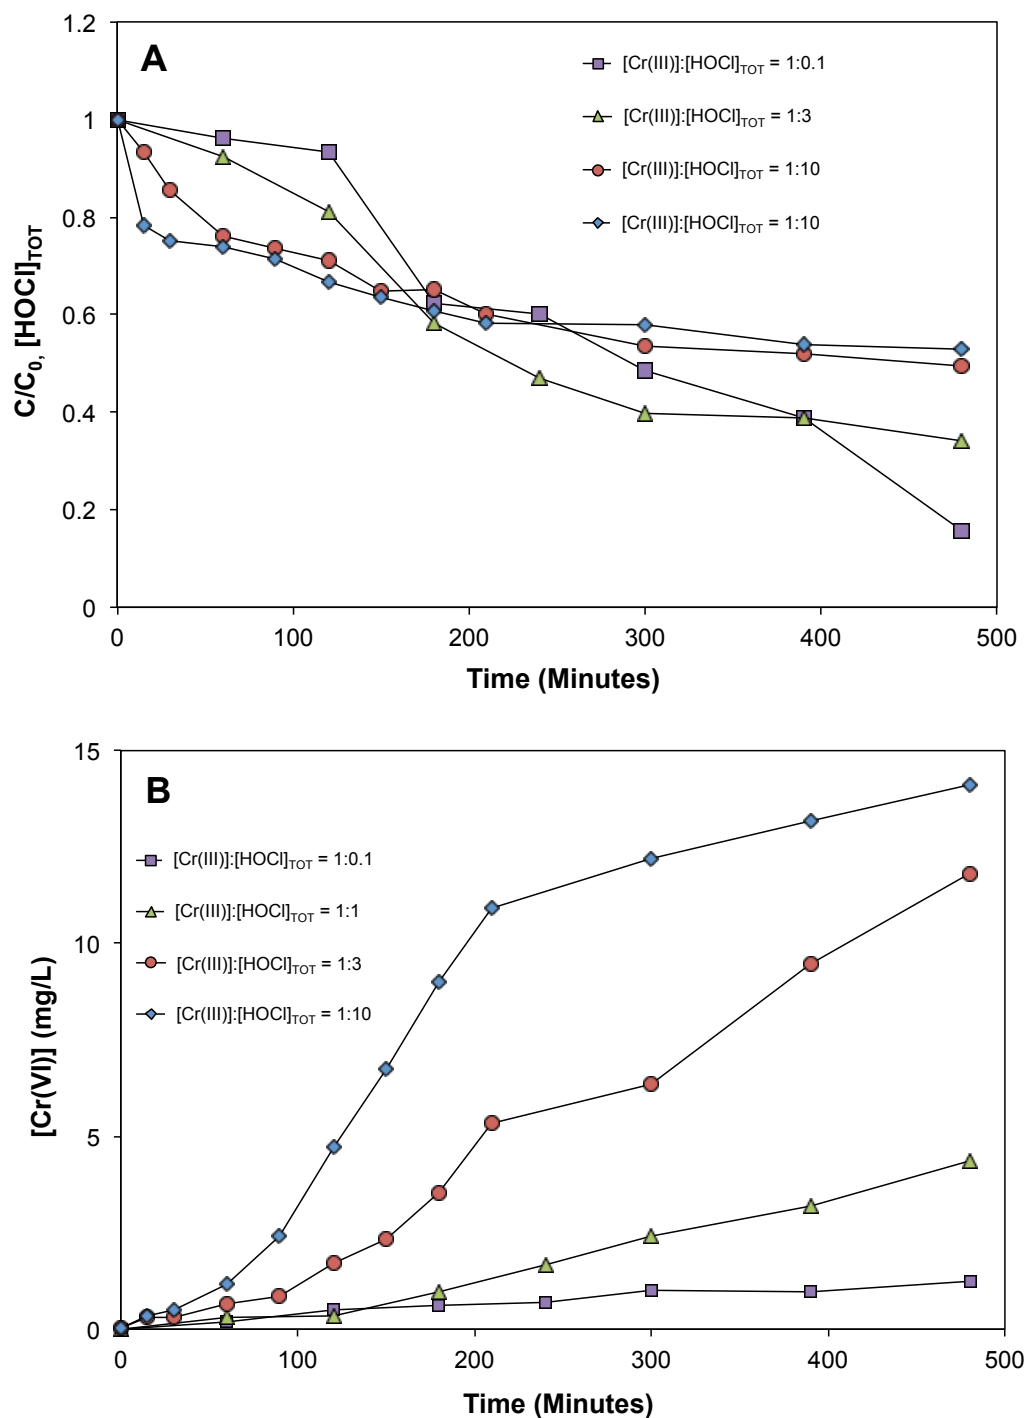 A
1.2
1
0.8
0.6
0.4
0.2
0
C/C0, [HOCl]TOT
[Cr(III)]:[HOCl]TOT = 1:0.1
[Cr(III)]:[HOCl]TOT = 1:3
[Cr(III)]:[HOCl]TOT = 1:10
[Cr(III)]:[HOCl]TOT = 1:10
0 100 200 300 400 500
Time (Minutes)
B
15
10
5
0
[Cr(VI)] (mg/L)
[Cr(III)]:[HOCl]TOT = 1:0.1
[Cr(III)]:[HOCl]TOT = 1:1
[Cr(III)]:[HOCl]TOT = 1:3
[Cr(III)]:[HOCl]TOT = 1:10
0 100 200 300 400 500
Time (Minutes)